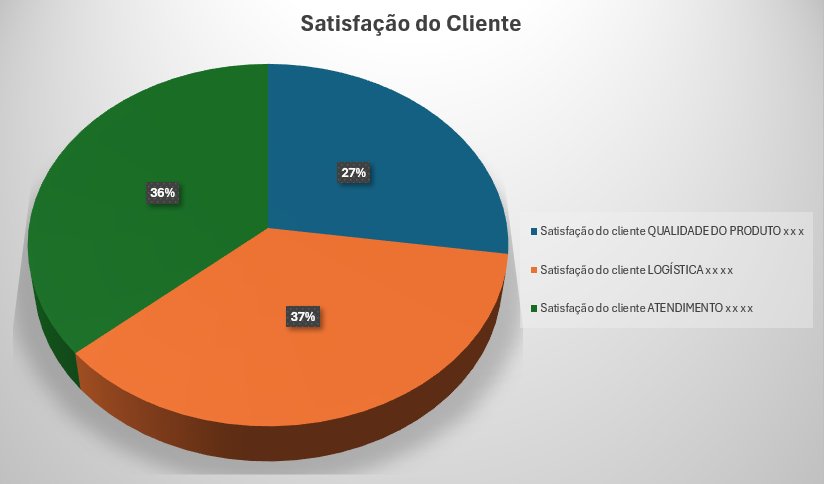 Satisfação do Cliente
27%
36%
37%
Satisfação do cliente QUALIDADE DO PRODUTO x x x
Satisfação do cliente LOGÍSTICA x x x x
Satisfação do cliente ATENDIMENTO x x x x